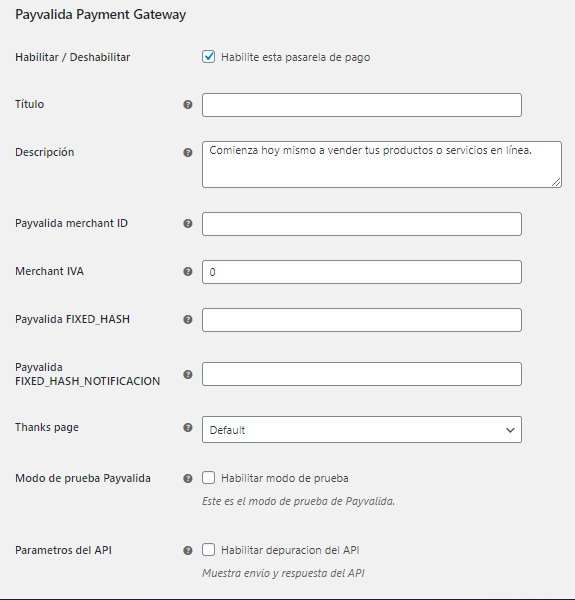 Payvalida Payment Gateway
Habilitar / Deshabilitar
Habilite esta pasarela de pago
Título
Descripción
Comienza hoy mismo a vender tus productos o servicios en línea.
Payvalida merchant ID
Merchant IVA
0
Payvalida FIXED_HASH
Payvalida
FIXED_HASH_NOTIFICACION
Thanks page
Default
Modo de prueba Payvalida
Habilitar modo de prueba
Este es el modo de prueba de Payvalida.
Parametros del API
Habilitar depuracion del API
Muestra envio y respuesta del API